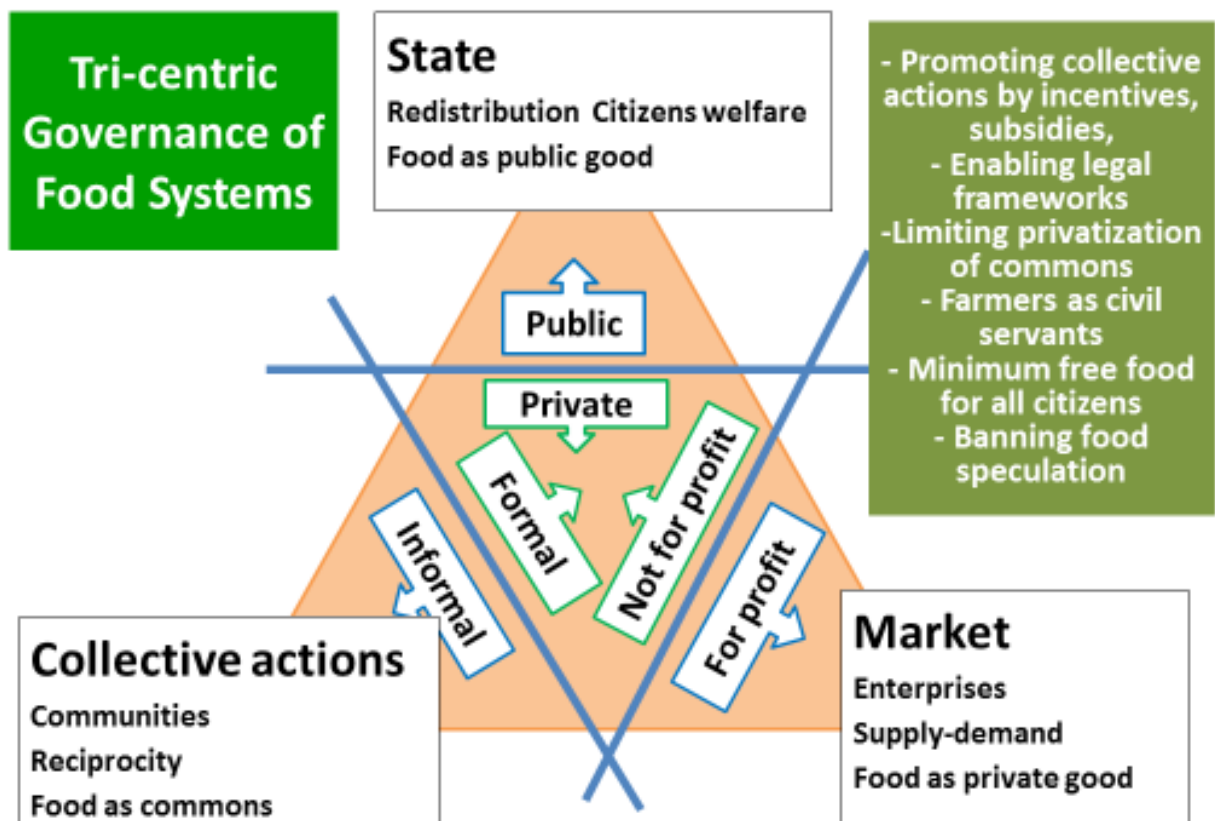 Tri-centric
Governance of
Food Systems
State
Redistribution Citizens welfare
Food as public good
- Promoting collective
actions by incentives,
subsidies,
- Enabling legal
frameworks
-Limiting privatization
of commons
- Farmers as civil
servants
- Minimum free food
for all citizens
- Banning food
speculation
Public
Private
Formal
Not for profit
Informal
For profit
Collective actions
Communities
Reciprocity
Food as commons
Market
Enterprises
Supply-demand
Food as private good